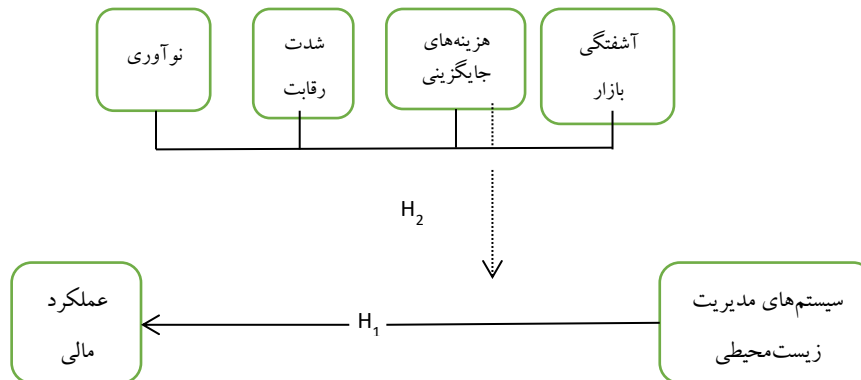 آشفتگی
بازار
هزینه‌های
جایگزینی
شدت
رقابت
نوآوری
H2
سیستم‌های مدیریت
زیست‌محیطی
H1
عملکرد
مالی